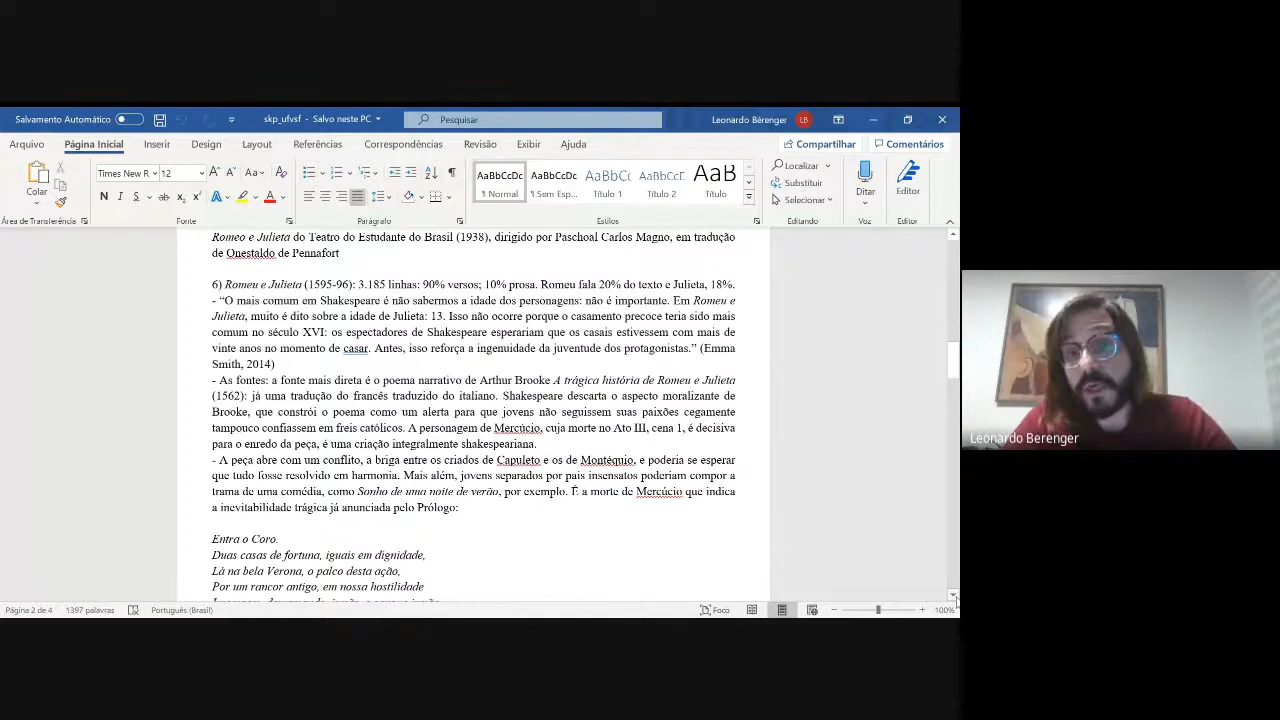 Salvamento Automático
skp_ufvsf - Salvo neste PC
Pesquisar
Leonardo Bérenger
LB
Arquivo Página Inicial Inserir Design Layout Referências Correspondências Revisão Exibir Ajuda
Compartilhar Comentários
Colar
Times New R 12
N I S ab x₂ x²
AaBbCcDc AaBbCcDc AaBbCc AaBbCcD AaB
¶ Normal ¶ Sem Esp... Título 1 Título 2 Título
Localizar
Substituir
Selecionar
Ditar
Editor
Área de Transferência Fonte Parágrafo Estilos Editando Voz Editor
Romeo e Julieta do Teatro do Estudante do Brasil (1938), dirigido por Paschoal Carlos Magno, em tradução
de Onestaldo de Pennafort
6) Romeu e Julieta (1595-96): 3.185 linhas: 90% versos; 10% prosa. Romeu fala 20% do texto e Julieta, 18%.
- “O mais comum em Shakespeare é não sabermos a idade dos personagens: não é importante. Em Romeu e
Julieta, muito é dito sobre a idade de Julieta: 13. Isso não ocorre porque o casamento precoce teria sido mais
comum no século XVI: os espectadores de Shakespeare esperariam que os casais estivessem com mais de
vinte anos no momento de casar. Antes, isso reforça a ingenuidade da juventude dos protagonistas.” (Emma
Smith, 2014)
- As fontes: a fonte mais direta é o poema narrativo de Arthur Brooke A trágica história de Romeu e Julieta
(1562): já uma tradução do francês traduzido do italiano. Shakespeare descarta o aspecto moralizante de
Brooke, que constrói o poema como um alerta para que jovens não seguissem suas paixões cegamente
tampouco confiassem em freis católicos. A personagem de Mercúcio, cuja morte no Ato III, cena 1, é decisiva
para o enredo da peça, é uma criação integralmente shakespeariana.
- A peça abre com um conflito, a briga entre os criados de Capuleto e os de Montéquio, e poderia se esperar
que tudo fosse resolvido em harmonia. Mais além, jovens separados por pais insensatos poderiam compor a
trama de uma comédia, como Sonho de uma noite de verão, por exemplo. É a morte de Mercúcio que indica
a inevitabilidade trágica já anunciada pelo Prólogo:
Entra o Coro.
Duas casas de fortuna, iguais em dignidade,
Lá na bela Verona, o palco desta ação,
Por um rancor antigo, em nossa hostilidade
Página 2 de 4 1397 palavras Português (Brasil) Foco 100%
Leonardo Berenger